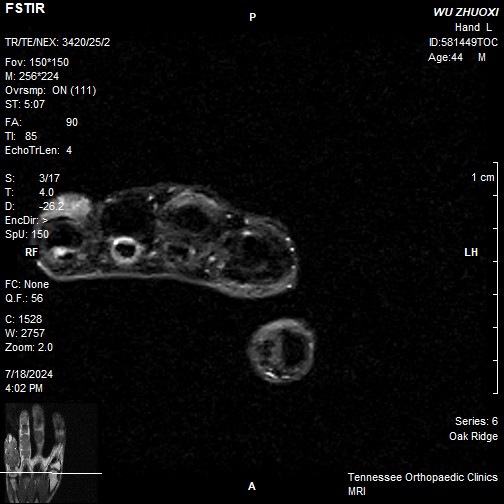 FSTIR
P
WU ZHUOXI
Hand L
TR/TE/NEX: 3420/25/2
ID:581449TOC
Age:44 M
Fov: 150*150
M: 256*224
Ovrsmp: ON (111)
ST: 5:07
FA: 90
TI: 85
EchoTrLen: 4
S: 3/17
1 cm
T: 4.0
D: -26.2
EncDir: >
SpU: 150
RF
LH
FC: None
Q.F.: 56
C: 1528
W: 2757
Zoom: 2.0
7/18/2024
4:02 PM
Series: 6
Oak Ridge
A
Tennessee Orthopaedic Clinics
MRI